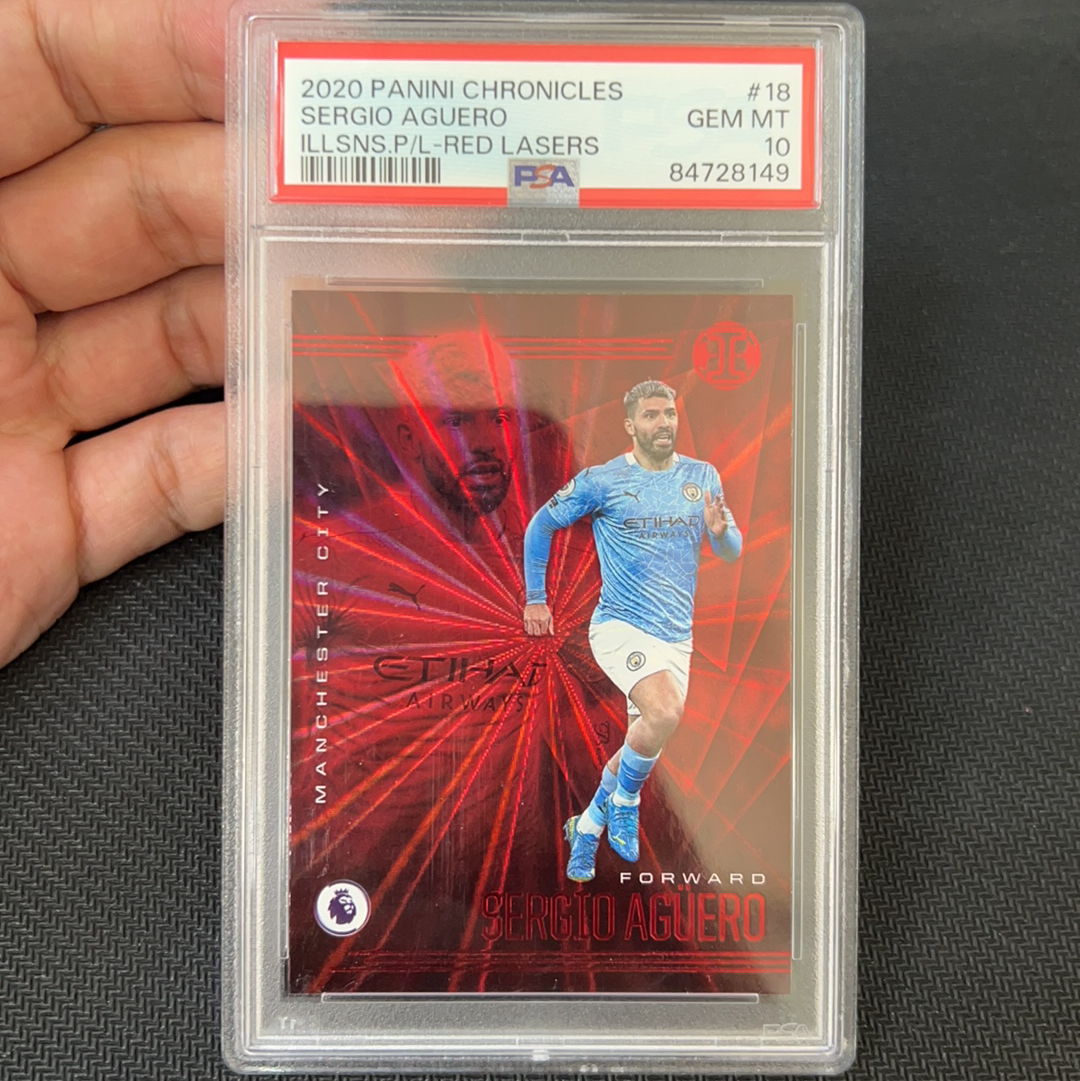 2020 PANINI CHRONICLES #18
SERGIO AGUERO GEM MT
ILLSNS.P/L-RED LASERS 10
PSA 84728149
MANCHESTER CITY
ETIHAD
AIRWAYS
ETIHAD
AIRWAYS
FORWARD
SERGIO AGÜERO
PSA